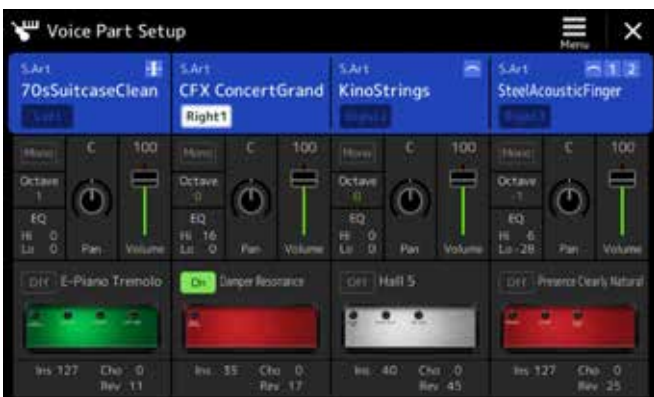 Voice Part Setup
Menu
S.Art
70sSuitcaseClean
Left
S.Art
CFX ConcertGrand
Right1
S.Art
KinoStrings
Right2
S.Art
1 2
SteelAcousticFinger
Right3
Mono
C
100
Octave
1
EQ
Hi 0
Lo 0
Pan
Volume
Mono
C
100
Octave
0
EQ
Hi 16
Lo 0
Pan
Volume
Mono
C
100
Octave
0
EQ
Hi 0
Lo 0
Pan
Volume
Mono
C
100
Octave
-1
EQ
Hi 6
Lo -28
Pan
Volume
Off E-Piano Tremolo
On Damper Resonance
Off Hall 5
Off Presence Clearly Natural
Ins 127 Cho 0
Rev 11
Ins 35 Cho 0
Rev 17
Ins 40 Cho 0
Rev 45
Ins 127 Cho 0
Rev 25